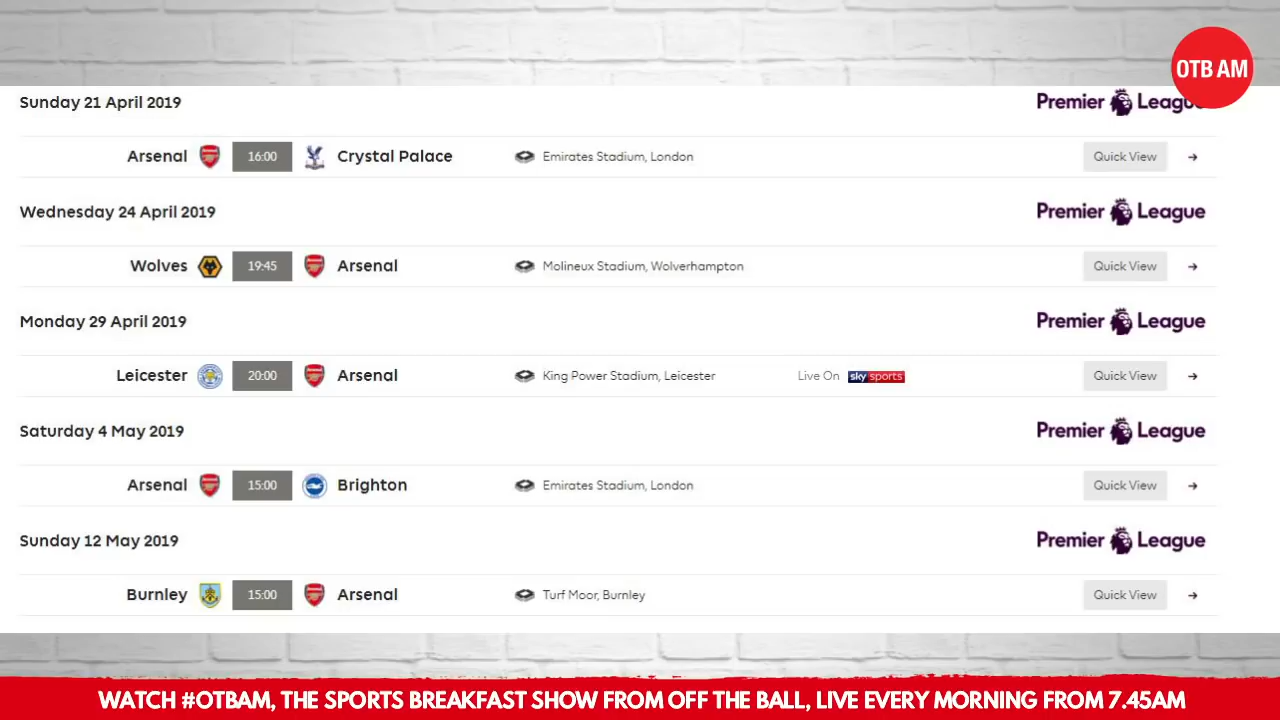 OTB AM
Sunday 21 April 2019
Premier League
Arsenal 16:00 Crystal Palace Emirates Stadium, London Quick View →
Wednesday 24 April 2019
Premier League
Wolves 19:45 Arsenal Molineux Stadium, Wolverhampton Quick View →
Monday 29 April 2019
Premier League
Leicester 20:00 Arsenal King Power Stadium, Leicester Live On sky sports Quick View →
Saturday 4 May 2019
Premier League
Arsenal 15:00 Brighton Emirates Stadium, London Quick View →
Sunday 12 May 2019
Premier League
Burnley 15:00 Arsenal Turf Moor, Burnley Quick View →
WATCH #OTBAM, THE SPORTS BREAKFAST SHOW FROM OFF THE BALL, LIVE EVERY MORNING FROM 7.45AM